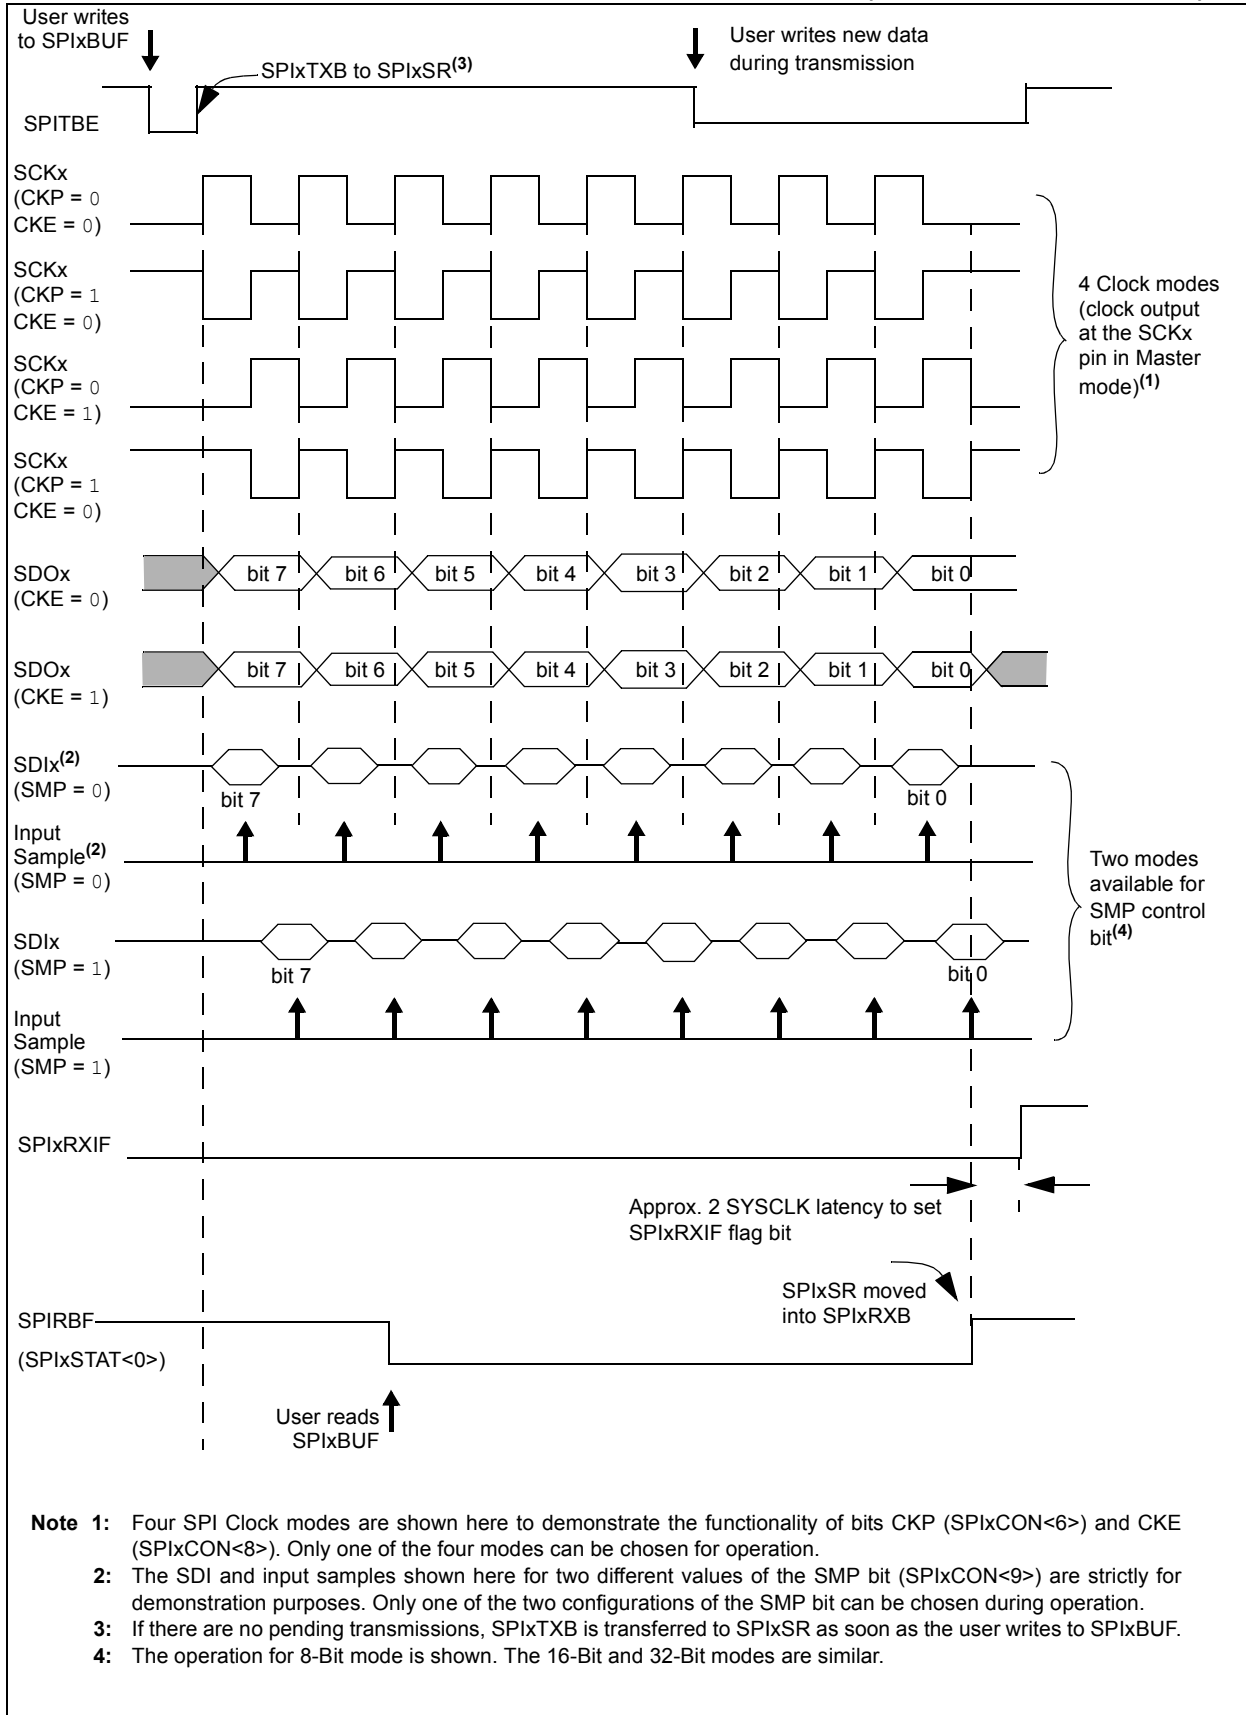 User writes
to SPIxBUF
User writes new data
during transmission
SPIxTXB to SPIxSR(3)
SPITBE
SCKx
(CKP = 0
CKE = 0)
SCKx
(CKP = 1
CKE = 0)
SCKx
(CKP = 0
CKE = 1)
SCKx
(CKP = 1
CKE = 0)
4 Clock modes
(clock output
at the SCKx
pin in Master
mode)(1)
SDOx
(CKE = 0)
bit 7 bit 6 bit 5 bit 4 bit 3 bit 2 bit 1 bit 0
SDOx
(CKE = 1)
bit 7 bit 6 bit 5 bit 4 bit 3 bit 2 bit 1 bit 0
SDIx(2)
(SMP = 0)
bit 7 bit 0
Input
Sample(2)
(SMP = 0)
SDIx
(SMP = 1)
bit 7 bit 0
Input
Sample
(SMP = 1)
Two modes
available for
SMP control
bit(4)
SPIxRXIF
Approx. 2 SYSCLK latency to set
SPIxRXIF flag bit
SPIxSR moved
into SPIxRXB
SPIRBF
(SPIxSTAT<0>)
User reads
SPIxBUF
Note 1: Four SPI Clock modes are shown here to demonstrate the functionality of bits CKP (SPIxCON<6>) and CKE
(SPIxCON<8>). Only one of the four modes can be chosen for operation.
2: The SDI and input samples shown here for two different values of the SMP bit (SPIxCON<9>) are strictly for
demonstration purposes. Only one of the two configurations of the SMP bit can be chosen during operation.
3: If there are no pending transmissions, SPIxTXB is transferred to SPIxSR as soon as the user writes to SPIxBUF.
4: The operation for 8-Bit mode is shown. The 16-Bit and 32-Bit modes are similar.